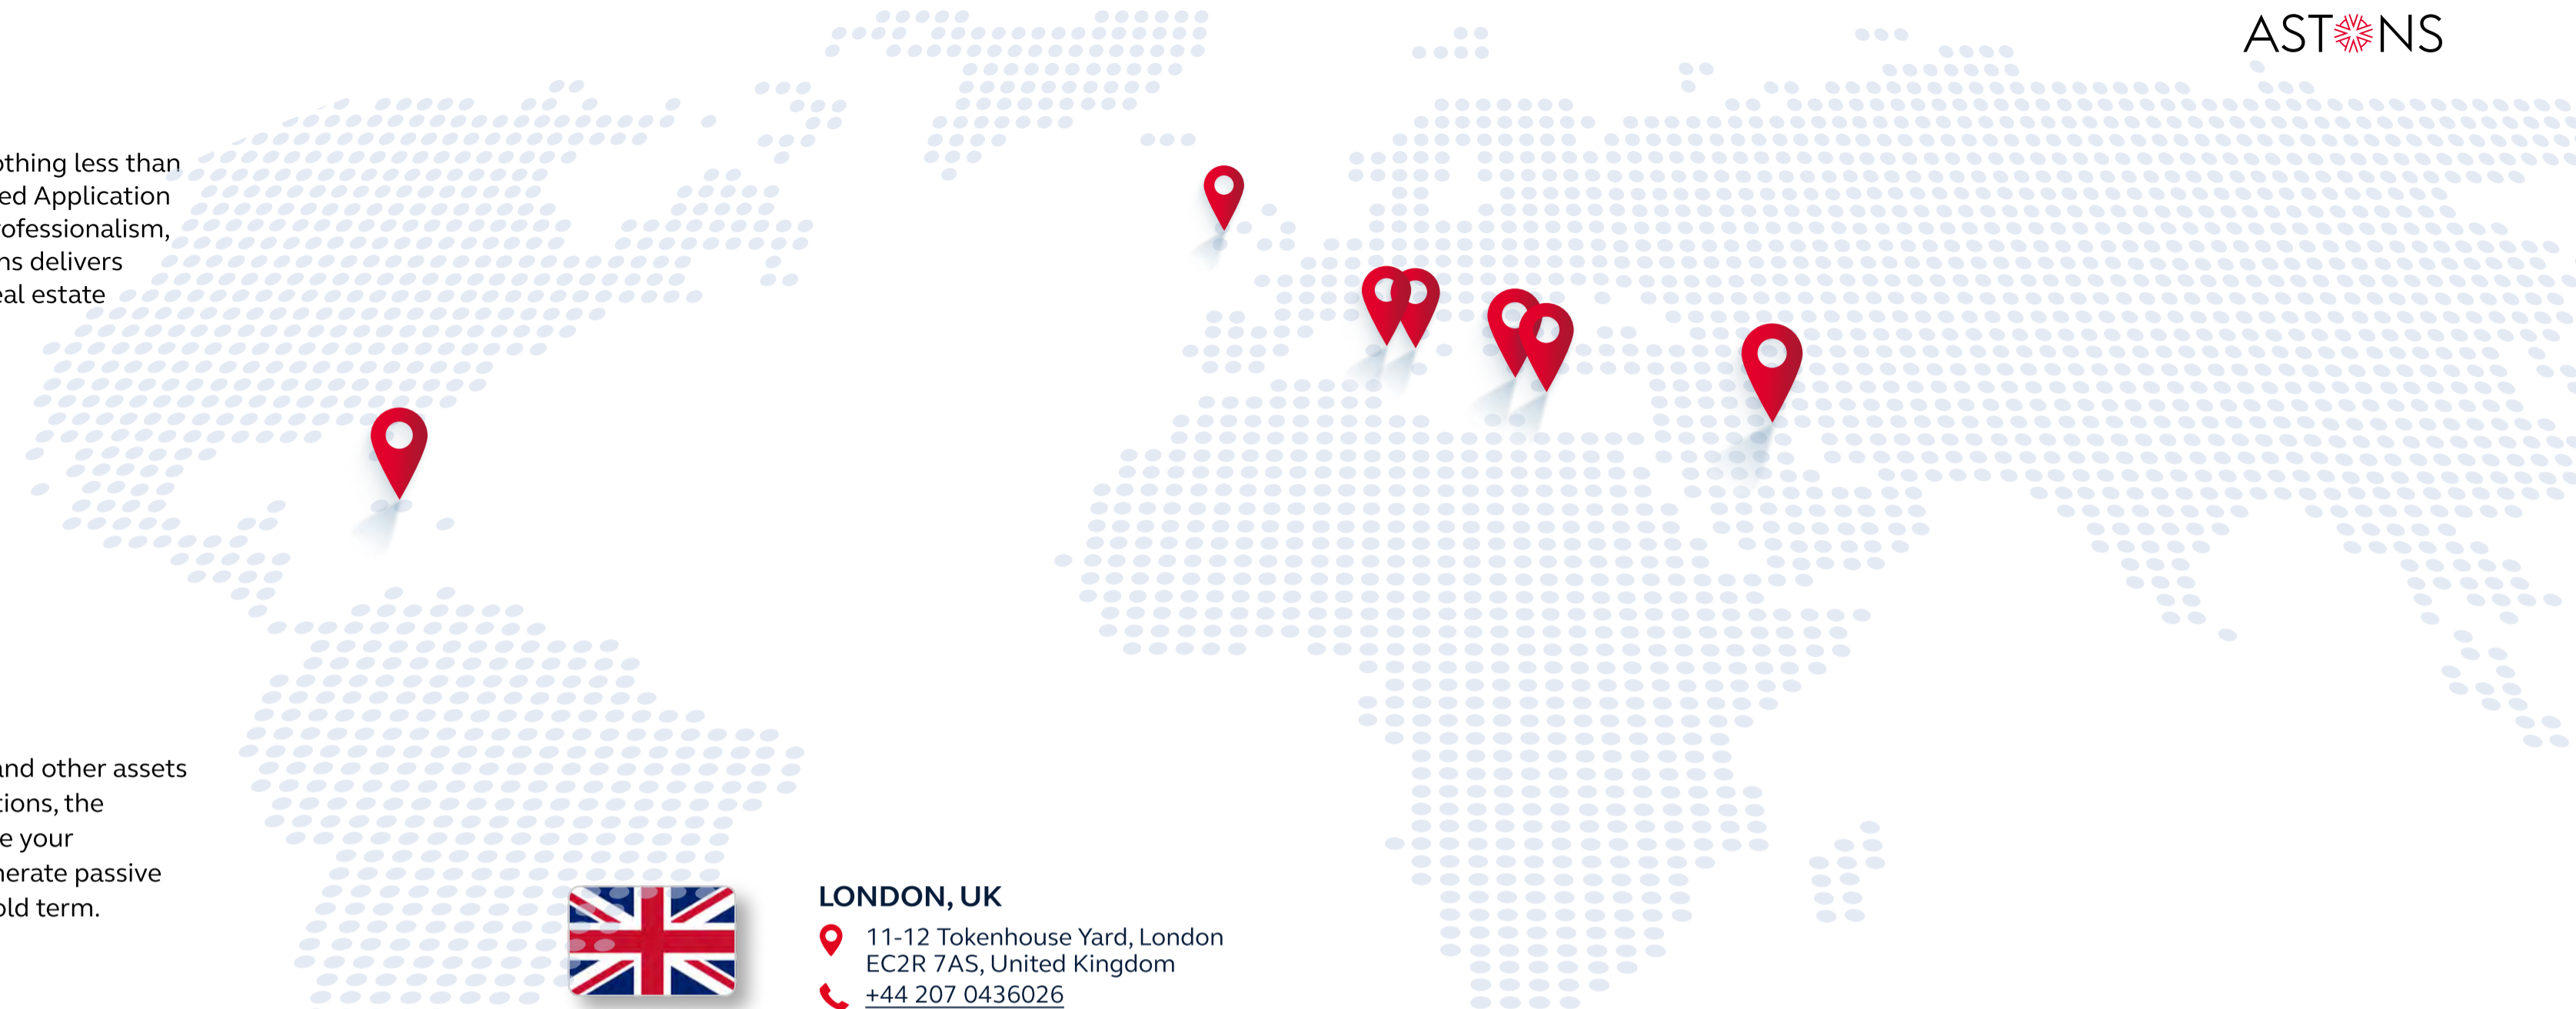 ASTONS
othing less than
ed Application
rofessionalism,
ns delivers
eal estate
and other assets
tions, the
e your
nerate passive
old term.
LONDON, UK
11-12 Tokenhouse Yard, London
EC2R 7AS, United Kingdom
+44 207 0436026